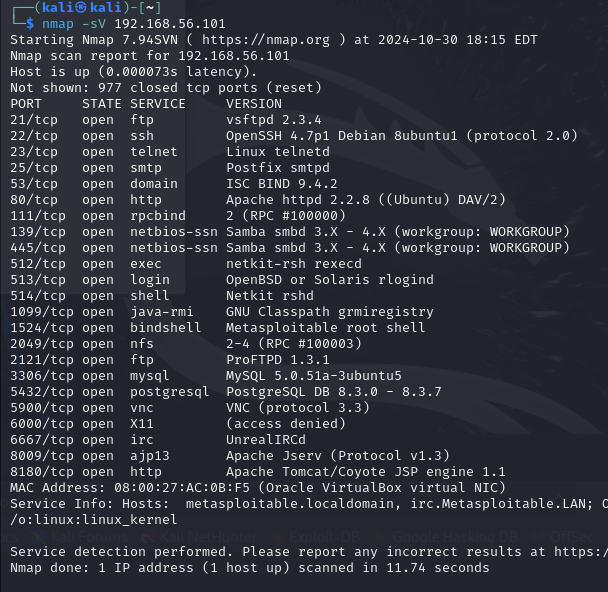 ┌──(kali㉿kali)-[~]
└─$ nmap -sV 192.168.56.101
Starting Nmap 7.94SVN ( https://nmap.org ) at 2024-10-30 18:15 EDT
Nmap scan report for 192.168.56.101
Host is up (0.000073s latency).
Not shown: 977 closed tcp ports (reset)
PORT     STATE SERVICE     VERSION
21/tcp   open  ftp         vsftpd 2.3.4
22/tcp   open  ssh         OpenSSH 4.7p1 Debian 8ubuntu1 (protocol 2.0)
23/tcp   open  telnet      Linux telnetd
25/tcp   open  smtp        Postfix smtpd
53/tcp   open  domain      ISC BIND 9.4.2
80/tcp   open  http        Apache httpd 2.2.8 ((Ubuntu) DAV/2)
111/tcp  open  rpcbind     2 (RPC #100000)
139/tcp  open  netbios-ssn Samba smbd 3.X - 4.X (workgroup: WORKGROUP)
445/tcp  open  netbios-ssn Samba smbd 3.X - 4.X (workgroup: WORKGROUP)
512/tcp  open  exec        netkit-rsh rexecd
513/tcp  open  login       OpenBSD or Solaris rlogind
514/tcp  open  shell       Netkit rshd
1099/tcp open  java-rmi    GNU Classpath grmiregistry
1524/tcp open  bindshell   Metasploitable root shell
2049/tcp open  nfs         2-4 (RPC #100003)
2121/tcp open  ftp         ProFTPD 1.3.1
3306/tcp open  mysql       MySQL 5.0.51a-3ubuntu5
5432/tcp open  postgresql  PostgreSQL DB 8.3.0 - 8.3.7
5900/tcp open  vnc         VNC (protocol 3.3)
6000/tcp open  X11         (access denied)
6667/tcp open  irc         UnrealIRCd
8009/tcp open  ajp13       Apache Jserv (Protocol v1.3)
8180/tcp open  http        Apache Tomcat/Coyote JSP engine 1.1
MAC Address: 08:00:27:AC:0B:F5 (Oracle VirtualBox virtual NIC)
Service Info: Hosts:  metasploitable.localdomain, irc.Metasploitable.LAN; O
/o:linux:linux_kernel
Kali Forums Kali NetHunter Exploit-DB Google Hacking DB OffSec
Service detection performed. Please report any incorrect results at https:/
Nmap done: 1 IP address (1 host up) scanned in 11.74 seconds